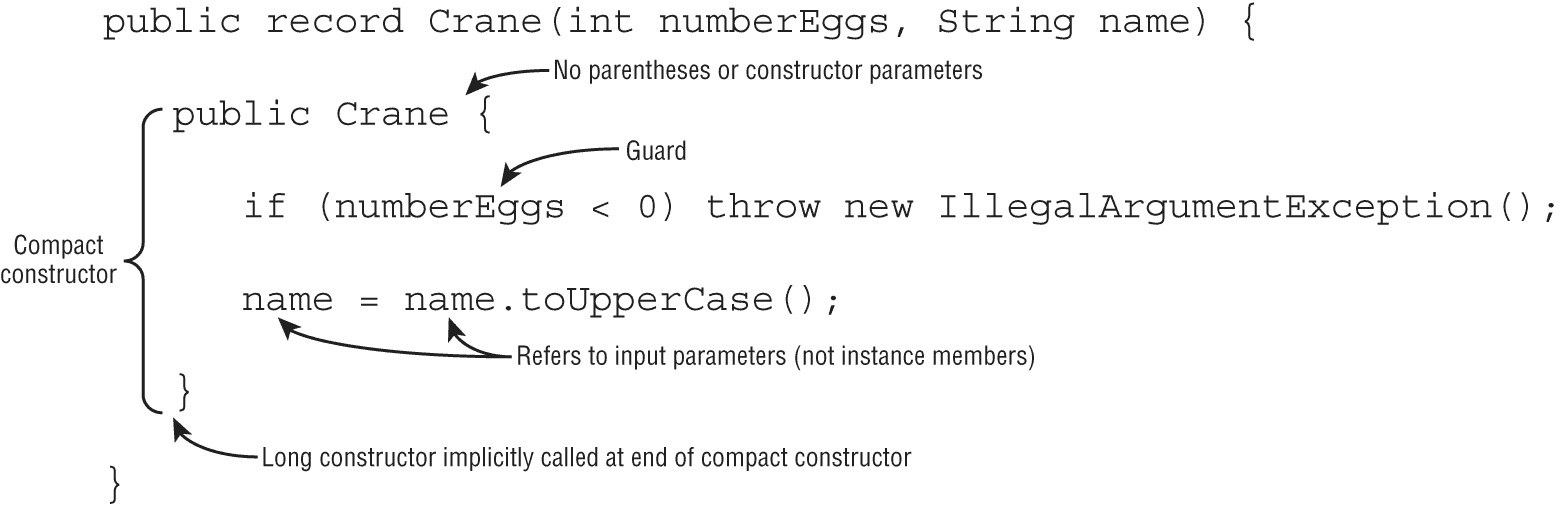 public record Crane(int numberEggs, String name) {
No parentheses or constructor parameters
public Crane {
Guard
if (numberEggs < 0) throw new IllegalArgumentException();
Compact
constructor
name = name.toUpperCase();
Refers to input parameters (not instance members)
}
Long constructor implicitly called at end of compact constructor
}